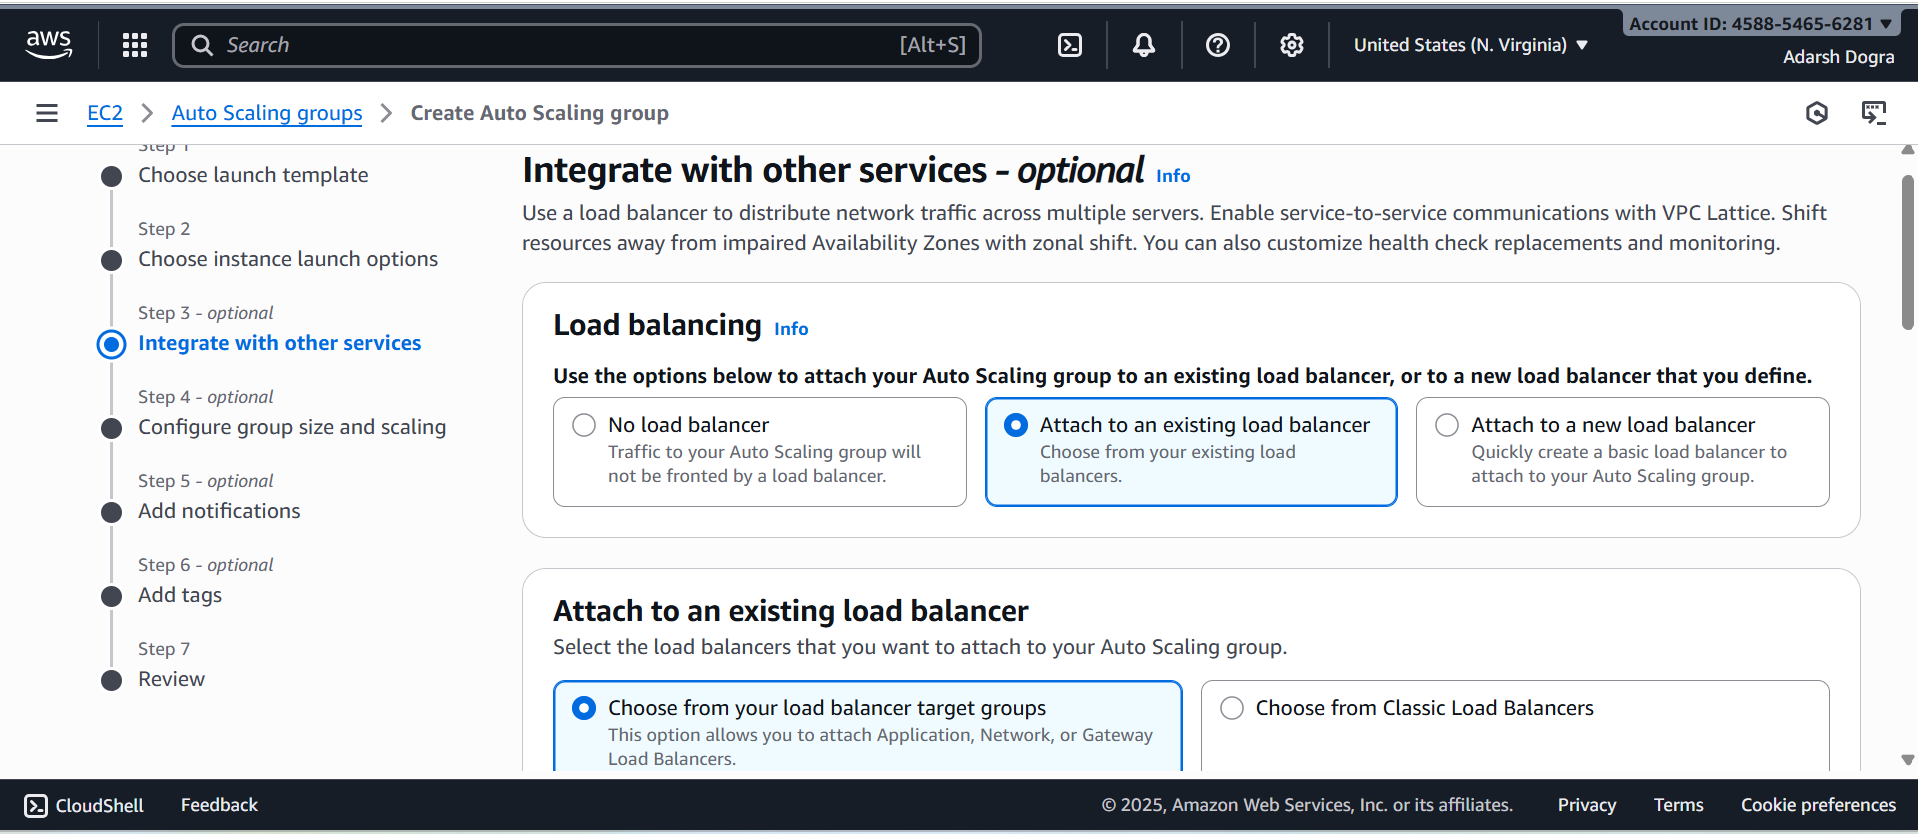 aws
Search [Alt+S]
United States (N. Virginia)
Account ID: 4588-5465-6281
Adarsh Dogra
EC2 Auto Scaling groups Create Auto Scaling group
Step 1
Choose launch template
Step 2
Choose instance launch options
Step 3 - optional
Integrate with other services
Step 4 - optional
Configure group size and scaling
Step 5 - optional
Add notifications
Step 6 - optional
Add tags
Step 7
Review
Integrate with other services - optional Info
Use a load balancer to distribute network traffic across multiple servers. Enable service-to-service communications with VPC Lattice. Shift
resources away from impaired Availability Zones with zonal shift. You can also customize health check replacements and monitoring.
Load balancing Info
Use the options below to attach your Auto Scaling group to an existing load balancer, or to a new load balancer that you define.
No load balancer
Traffic to your Auto Scaling group will
not be fronted by a load balancer.
Attach to an existing load balancer
Choose from your existing load
balancers.
Attach to a new load balancer
Quickly create a basic load balancer to
attach to your Auto Scaling group.
Attach to an existing load balancer
Select the load balancers that you want to attach to your Auto Scaling group.
Choose from your load balancer target groups
This option allows you to attach Application, Network, or Gateway
Load Balancers.
Choose from Classic Load Balancers
CloudShell Feedback © 2025, Amazon Web Services, Inc. or its affiliates. Privacy Terms Cookie preferences